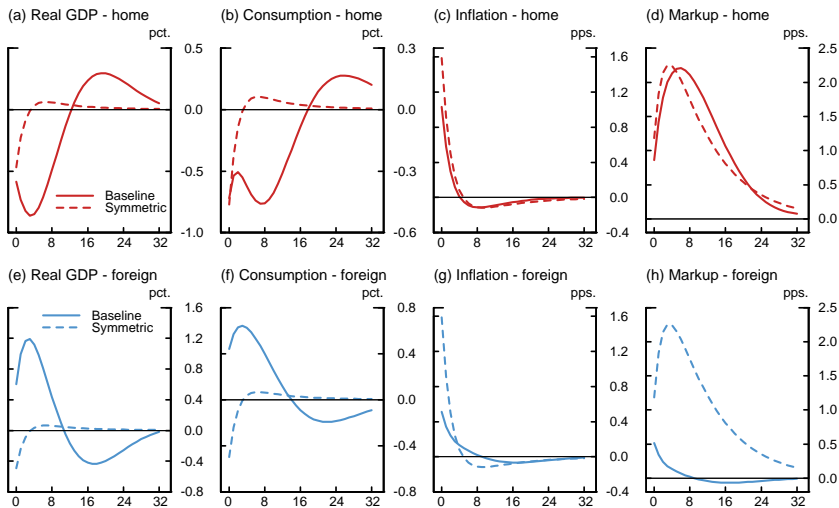 (a) Real GDP - home
pct.
0.5
0.0
-0.5
-1.0
Baseline
Symmetric
0 8 16 24 32
(b) Consumption - home
pct.
0.3
0.0
-0.3
-0.6
0 8 16 24 32
(c) Inflation - home
pps.
1.6
1.2
0.8
0.4
0.0
-0.4
0 8 16 24 32
(d) Markup - home
pps.
2.5
2.0
1.5
1.0
0.5
0.0
0 8 16 24 32
(e) Real GDP - foreign
pct.
1.6
1.2
0.8
0.4
0.0
-0.4
-0.8
Baseline
Symmetric
0 8 16 24 32
(f) Consumption - foreign
pct.
0.8
0.4
0.0
-0.4
-0.8
0 8 16 24 32
(g) Inflation - foreign
pps.
1.6
1.2
0.8
0.4
0.0
-0.4
0 8 16 24 32
(h) Markup - foreign
pps.
2.5
2.0
1.5
1.0
0.5
0.0
0 8 16 24 32